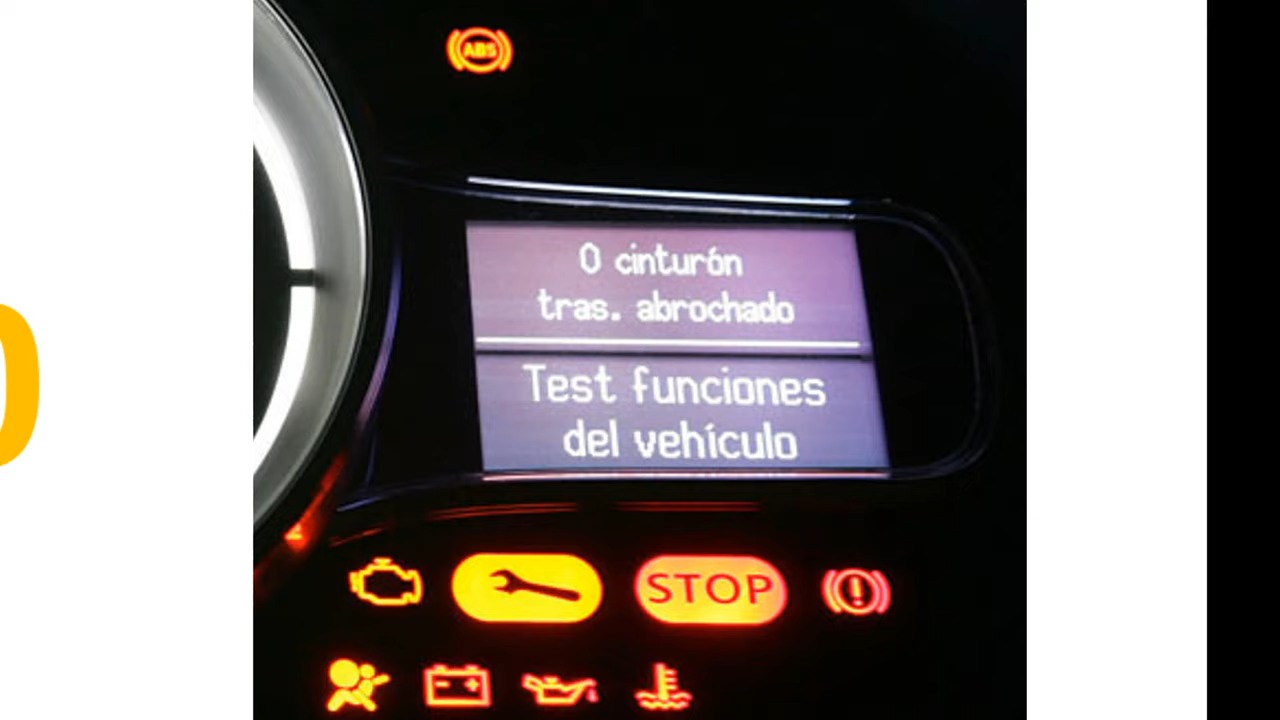 ABS
0 cinturón
tras. abrochado
Test funciones
del vehículo
STOP